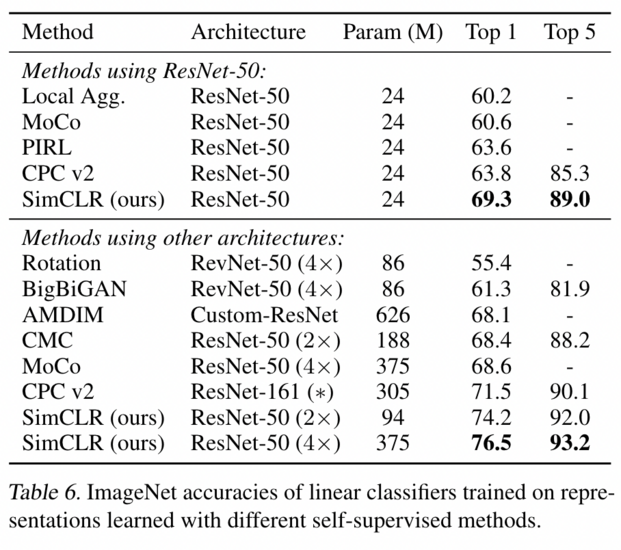 Method Architecture Param (M) Top 1 Top 5
Methods using ResNet-50:
Local Agg. ResNet-50 24 60.2 -
MoCo ResNet-50 24 60.6 -
PIRL ResNet-50 24 63.6 -
CPC v2 ResNet-50 24 63.8 85.3
SimCLR (ours) ResNet-50 24 69.3 89.0
Methods using other architectures:
Rotation RevNet-50 (4×) 86 55.4 -
BigBiGAN RevNet-50 (4×) 86 61.3 81.9
AMDIM Custom-ResNet 626 68.1 -
CMC ResNet-50 (2×) 188 68.4 88.2
MoCo ResNet-50 (4×) 375 68.6 -
CPC v2 ResNet-161 (∗) 305 71.5 90.1
SimCLR (ours) ResNet-50 (2×) 94 74.2 92.0
SimCLR (ours) ResNet-50 (4×) 375 76.5 93.2
Table 6. ImageNet accuracies of linear classifiers trained on repre-
sentations learned with different self-supervised methods.